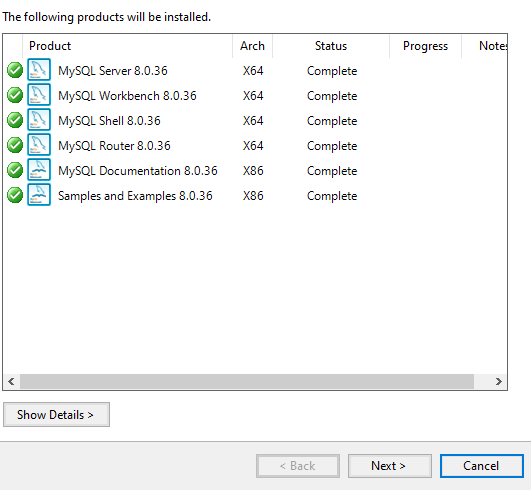 The following products will be installed.
Product Arch Status Progress Notes
MySQL Server 8.0.36 X64 Complete
MySQL Workbench 8.0.36 X64 Complete
MySQL Shell 8.0.36 X64 Complete
MySQL Router 8.0.36 X64 Complete
MySQL Documentation 8.0.36 X86 Complete
Samples and Examples 8.0.36 X86 Complete
Show Details >
< Back Next > Cancel